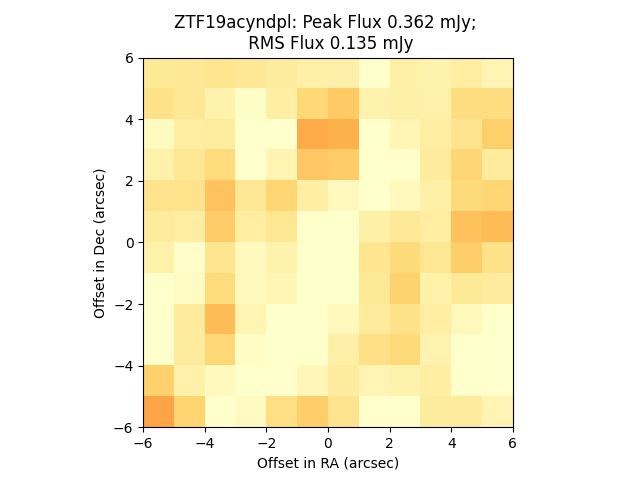 ZTF19acyndpl: Peak Flux 0.362 mJy;
RMS Flux 0.135 mJy
6
4
2
0
−2
−4
−6
Offset in Dec (arcsec)
−6 −4 −2 0 2 4 6
Offset in RA (arcsec)